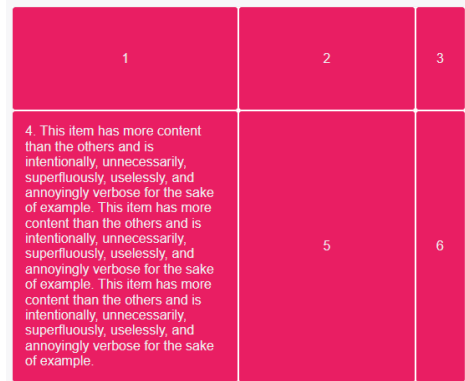 1
2
3
4. This item has more content
than the others and is
intentionally, unnecessarily,
superfluously, uselessly, and
annoyingly verbose for the sake
of example. This item has more
content than the others and is
intentionally, unnecessarily,
superfluously, uselessly, and
annoyingly verbose for the sake
of example. This item has more
content than the others and is
intentionally, unnecessarily,
superfluously, uselessly, and
annoyingly verbose for the sake
of example.
5
6